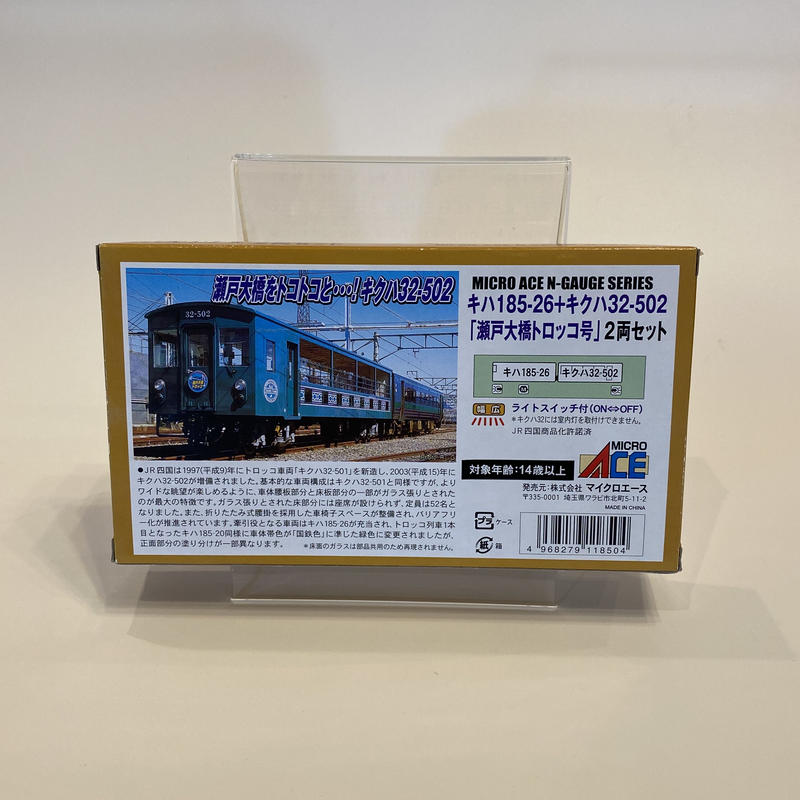 瀬戸大橋をトコトコと…!キクハ32-502
32-502
MICRO ACE N-GAUGE SERIES
キハ185-26+キクハ32-502
「瀬戸大橋トロッコ号」2両セット
キハ185-26
キクハ32-502
幅広
ライトスイッチ付(ON⇔OFF)
*キクハ32には室内灯を取付けできません。
JR四国商品化許諾済
対象年齢:14歳以上
MICRO
ACE
発売元:株式会社 マイクロエース
〒335-0001 埼玉県ワラビ市北町5-11-2
MADE IN CHINA
●JR四国は1997(平成9)年にトロッコ車両「キクハ32-501」を新造し、2003(平成15)年に
キクハ32-502が増備されました。基本的な車両構成はキクハ32-501と同様ですが、より
ワイドな眺望が楽しめるように、車体腰板部分と床板部分の一部がガラス張りとされた
のが最大の特徴です。ガラス張りとされた床部分には座席が設けられず、定員は52名と
なりました。また、折りたたみ式腰掛を採用した車椅子スペースが整備され、バリアフリ
ー化が推進されています。牽引役となる車両はキハ185-26が充当され、トロッコ列車1本
目となったキハ185-20同様に車体帯色が「国鉄色」に準じた緑色に変更されましたが、
正面部分の塗り分けが一部異なります。
*床面のガラスは部品共用のため再現されません。
プラ
ケース
紙
箱
4 968279 118504